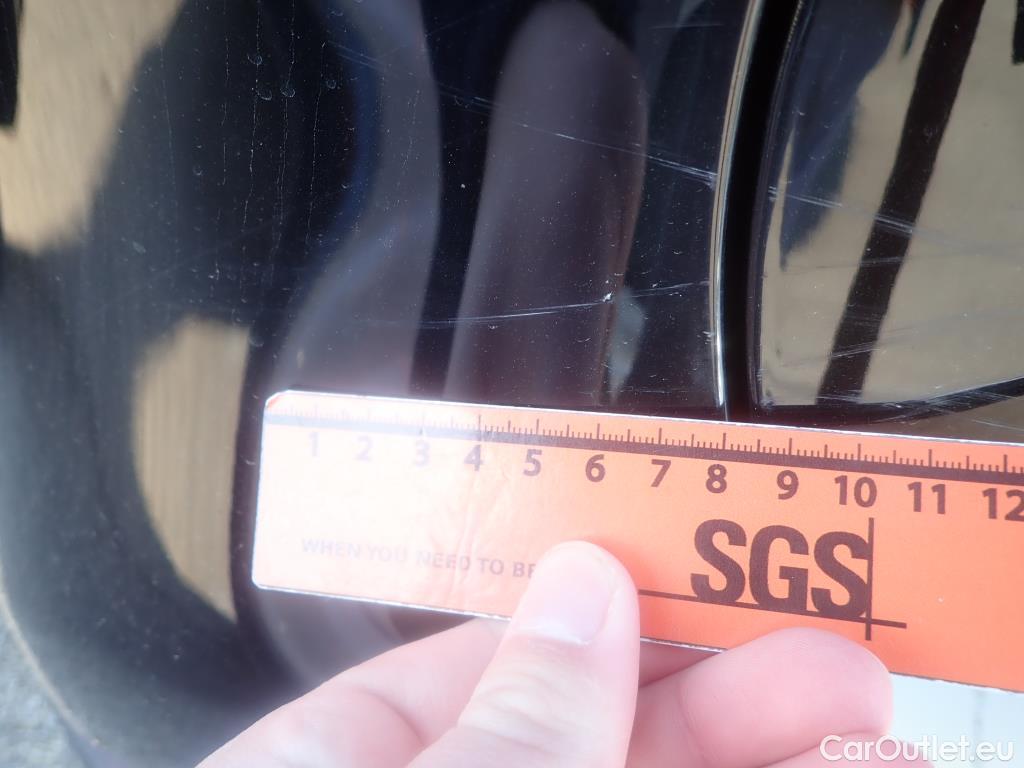 1 2 3 4 5 6 7 8 9 10 11 12
WHEN YOU NEED TO BE
SGS
CarOutlet.eu